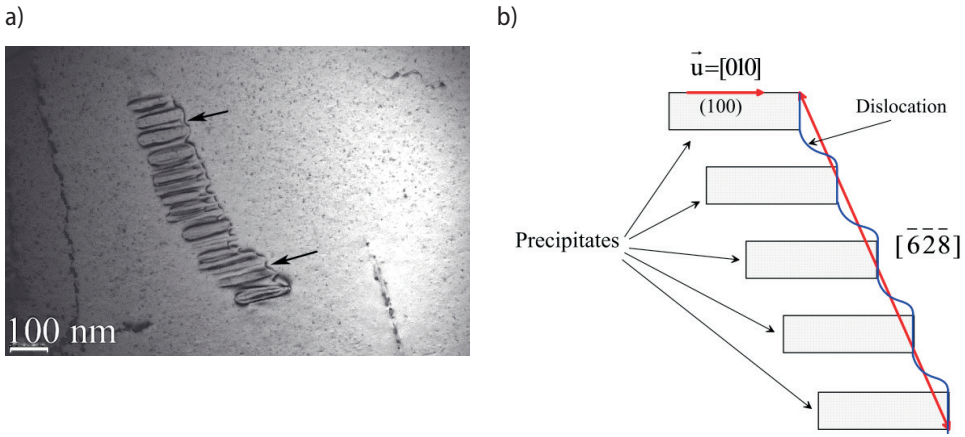 a)
100 nm
b)
u⃗=[010]
(100)
Dislocation
Precipitates
[6̅2̅8̅]